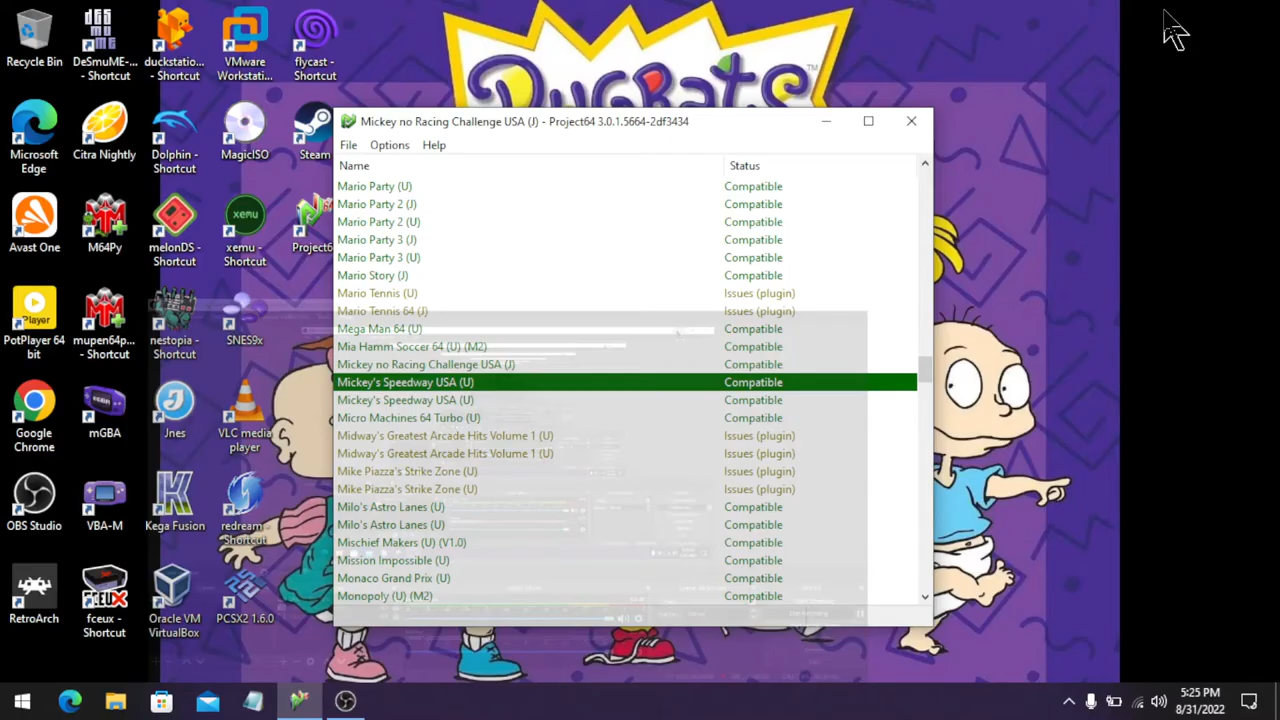 Recycle Bin
DeSmuME-... - Shortcut
duckstation - Shortcut
VMware Workstati...
flycast - Shortcut
RUGRATS TM
Microsoft Edge
Citra Nightly
Dolphin - Shortcut
MagicISO
Steam
Avast One
M64Py
melonDS - Shortcut
xemu
xemu - Shortcut
Player
PotPlayer 64 bit
mupen64p... - Shortcut
nestopia - Shortcut
SNES9x
Google Chrome
mGBA
Jnes
VLC media player
OBS Studio
VBA-M
Kega Fusion
redream - Shortcut
RetroArch
FCEUX
fceux - Shortcut
Oracle VM VirtualBox
PCSX2 1.6.0
Mickey no Racing Challenge USA (J) - Project64 3.0.1.5664-2df3434
File Options Help
Name Status
Mario Party (U) Compatible
Mario Party 2 (J) Compatible
Mario Party 2 (U) Compatible
Mario Party 3 (J) Compatible
Mario Party 3 (U) Compatible
Mario Story (J) Compatible
Mario Tennis (U) Issues (plugin)
Mario Tennis 64 (J) Issues (plugin)
Mega Man 64 (U) Compatible
Mia Hamm Soccer 64 (U) (M2) Compatible
Mickey no Racing Challenge USA (J) Compatible
Mickey's Speedway USA (U) Compatible
Mickey's Speedway USA (U) Compatible
Micro Machines 64 Turbo (U) Compatible
Midway's Greatest Arcade Hits Volume 1 (U) Issues (plugin)
Midway's Greatest Arcade Hits Volume 1 (U) Issues (plugin)
Mike Piazza's Strike Zone (U) Issues (plugin)
Mike Piazza's Strike Zone (U) Issues (plugin)
Milo's Astro Lanes (U) Compatible
Milo's Astro Lanes (U) Compatible
Mischief Makers (U) (V1.0) Compatible
Mission Impossible (U) Compatible
Monaco Grand Prix (U) Compatible
Monopoly (U) (M2) Compatible
5:25 PM
8/31/2022